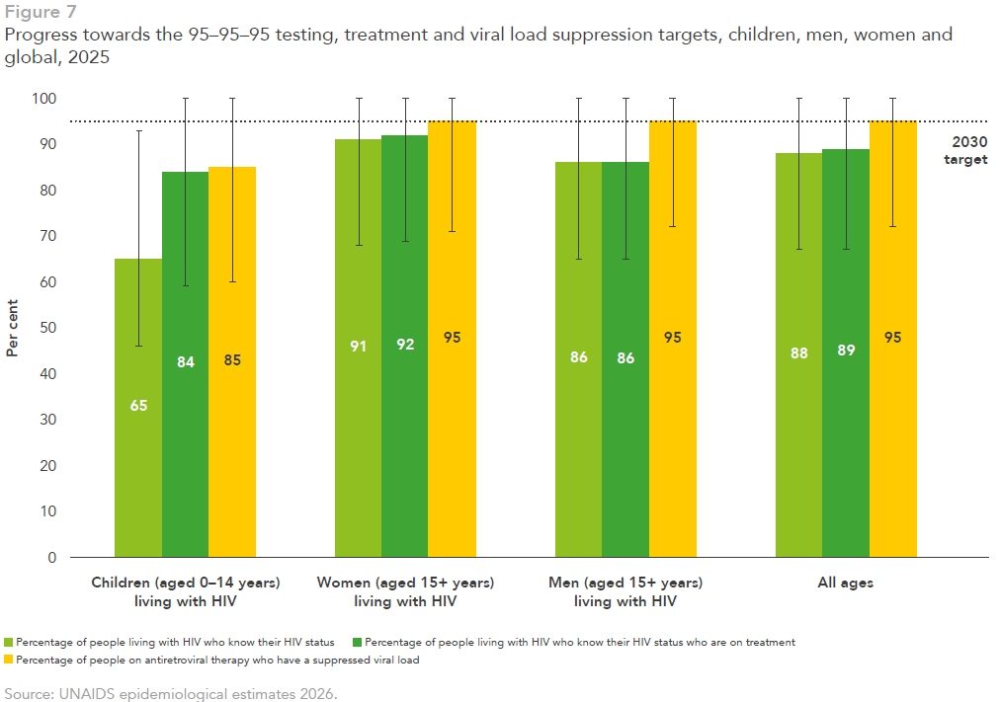 Figure 7
Progress towards the 95–95–95 testing, treatment and viral load suppression targets, children, men, women and
global, 2025
Per cent
100
90
80
70
60
50
40
30
20
10
0
2030
target
65
84
85
91
92
95
86
86
95
88
89
95
Children (aged 0–14 years)
living with HIV
Women (aged 15+ years)
living with HIV
Men (aged 15+ years)
living with HIV
All ages
Percentage of people living with HIV who know their HIV status
Percentage of people living with HIV who know their HIV status who are on treatment
Percentage of people on antiretroviral therapy who have a suppressed viral load
Source: UNAIDS epidemiological estimates 2026.